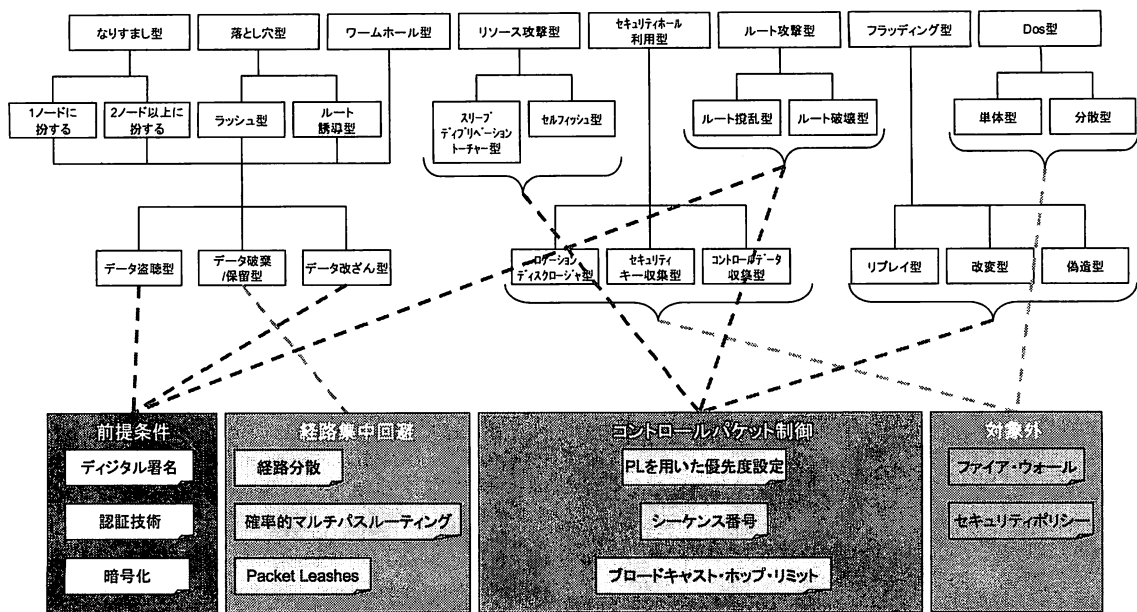 なりすまし型
落とし穴型
ワームホール型
リソース攻撃型
セキュリティホール
利用型
ルート攻撃型
フラッディング型
Dos型
1ノードに
扮する
2ノード以上に
扮する
ラッシュ型
ルート
誘導型
スリープ
ディプリベーション
トーチャー型
セルフィッシュ型
ルート撹乱型
ルート破壊型
単体型
分散型
データ盗聴型
データ破棄
/保留型
データ改ざん型
ロケーション
ディスクロージャ型
セキュリティ
キー収集型
コントロールデータ
収集型
リプレイ型
改変型
偽造型
前提条件
ディジタル署名
認証技術
暗号化
経路集中回避
経路分散
確率的マルチパスルーティング
Packet Leashes
コントロールパケット制御
PLを用いた優先度設定
シーケンス番号
ブロードキャスト・ホップ・リミット
対象外
ファイア・ウォール
セキュリティポリシー